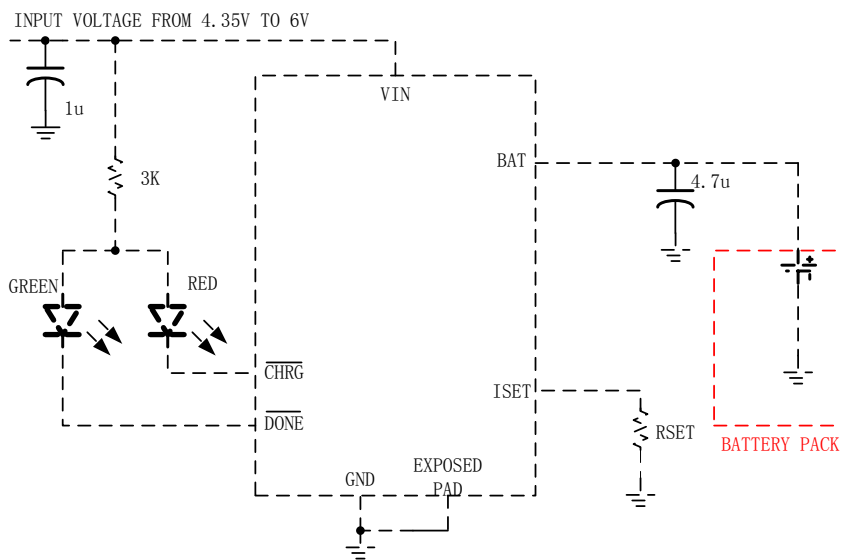 INPUT VOLTAGE FROM 4.35V TO 6V
1u
VIN
BAT
3K
4.7u
GREEN
RED
CHRG
ISET
DONE
RSET
BATTERY PACK
GND
EXPOSED
PAD